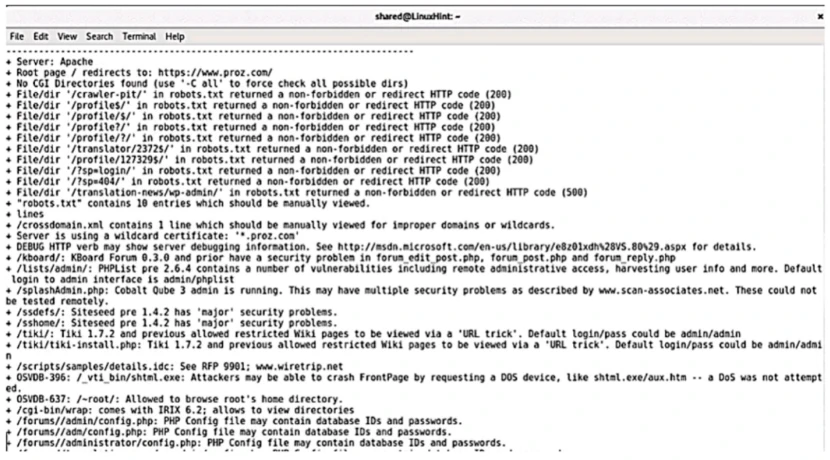 shared@LinuxHint: ~
File Edit View Search Terminal Help
---------------------------------------------------------------------------
+ Server: Apache
+ Root page / redirects to: https://www.proz.com/
+ No CGI Directories found (use '-C all' to force check all possible dirs)
+ File/dir '/crawler-pit/' in robots.txt returned a non-forbidden or redirect HTTP code (200)
+ File/dir '/profile$/' in robots.txt returned a non-forbidden or redirect HTTP code (200)
+ File/dir '/profile/$/' in robots.txt returned a non-forbidden or redirect HTTP code (200)
+ File/dir '/profile?/' in robots.txt returned a non-forbidden or redirect HTTP code (200)
+ File/dir '/profile/?/' in robots.txt returned a non-forbidden or redirect HTTP code (200)
+ File/dir '/translator/2372$/' in robots.txt returned a non-forbidden or redirect HTTP code (200)
+ File/dir '/profile/127329$/' in robots.txt returned a non-forbidden or redirect HTTP code (200)
+ File/dir '/?sp=login/' in robots.txt returned a non-forbidden or redirect HTTP code (200)
+ File/dir '/?sp=404/' in robots.txt returned a non-forbidden or redirect HTTP code (200)
+ File/dir '/translation-news/wp-admin/' in robots.txt returned a non-forbidden or redirect HTTP code (500)
+ "robots.txt" contains 10 entries which should be manually viewed.
+ lines
+ /crossdomain.xml contains 1 line which should be manually viewed for improper domains or wildcards.
+ Server is using a wildcard certificate: '*.proz.com'
+ DEBUG HTTP verb may show server debugging information. See http://msdn.microsoft.com/en-us/library/e8z01xdh%28VS.80%29.aspx for details.
+ /kboard/: KBoard Forum 0.3.0 and prior have a security problem in forum_edit_post.php, forum_post.php and forum_reply.php
+ /lists/admin/: PHPList pre 2.6.4 contains a number of vulnerabilities including remote administrative access, harvesting user info and more. Default
login to admin interface is admin/phplist
+ /splashAdmin.php: Cobalt Qube 3 admin is running. This may have multiple security problems as described by www.scan-associates.net. These could not
be tested remotely.
+ /ssdefs/: Siteseed pre 1.4.2 has 'major' security problems.
+ /sshome/: Siteseed pre 1.4.2 has 'major' security problems.
+ /tiki/: Tiki 1.7.2 and previous allowed restricted Wiki pages to be viewed via a 'URL trick'. Default login/pass could be admin/admin
+ /tiki/tiki-install.php: Tiki 1.7.2 and previous allowed restricted Wiki pages to be viewed via a 'URL trick'. Default login/pass could be admin/admi
n
+ /scripts/samples/details.idc: See RFP 9901; www.wiretrip.net
+ OSVDB-396: /_vti_bin/shtml.exe: Attackers may be able to crash FrontPage by requesting a DOS device, like shtml.exe/aux.htm -- a DoS was not attempt
ed.
+ OSVDB-637: /~root/: Allowed to browse root's home directory.
+ /cgi-bin/wrap: comes with IRIX 6.2; allows to view directories
+ /forums//admin/config.php: PHP Config file may contain database IDs and passwords.
+ /forums//adm/config.php: PHP Config file may contain database IDs and passwords.
+ /forums//administrator/config.php: PHP Config file may contain database IDs and passwords.